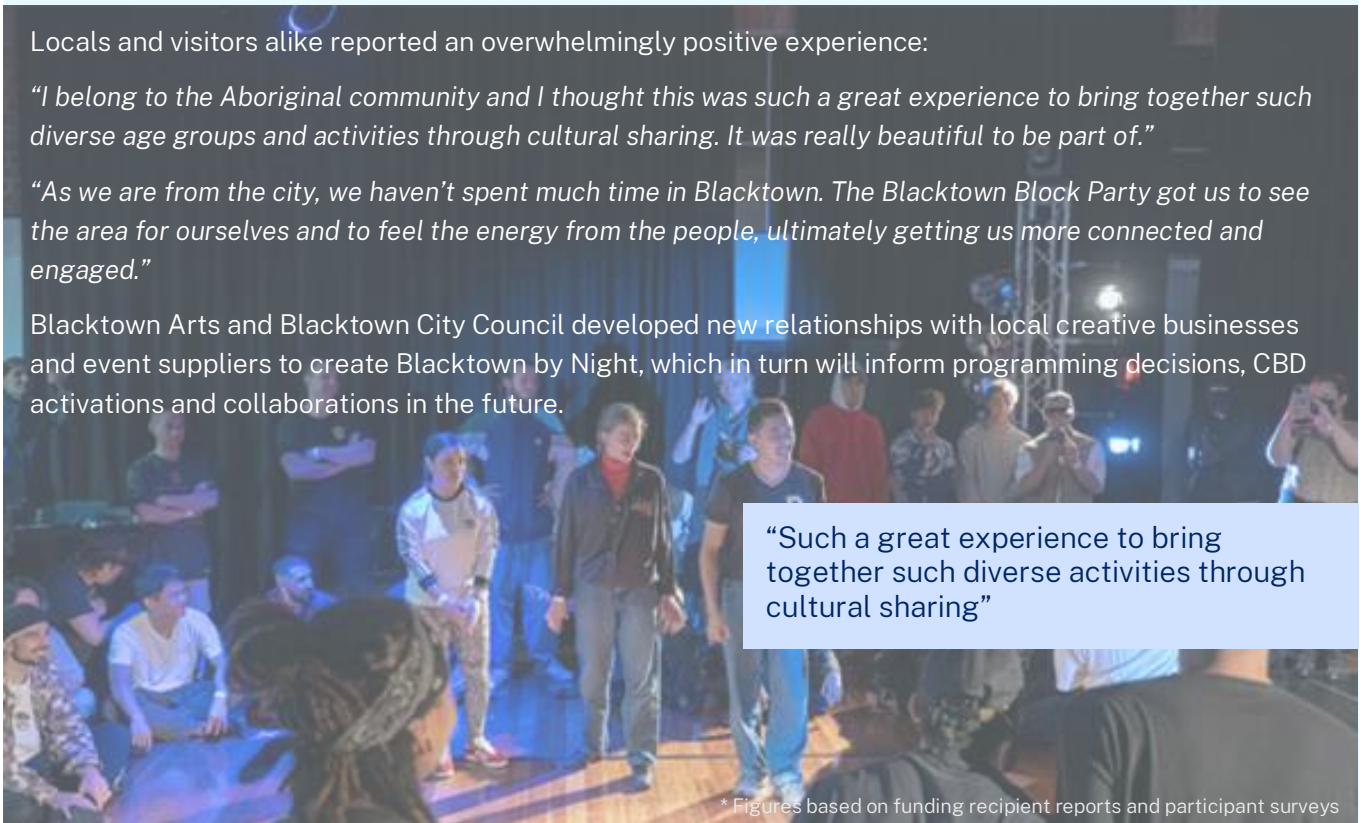 Locals and visitors alike reported an overwhelmingly positive experience:
“I belong to the Aboriginal community and I thought this was such a great experience to bring together such
diverse age groups and activities through cultural sharing. It was really beautiful to be part of.”
“As we are from the city, we haven’t spent much time in Blacktown. The Blacktown Block Party got us to see
the area for ourselves and to feel the energy from the people, ultimately getting us more connected and
engaged.”
Blacktown Arts and Blacktown City Council developed new relationships with local creative businesses
and event suppliers to create Blacktown by Night, which in turn will inform programming decisions, CBD
activations and collaborations in the future.
“Such a great experience to bring
together such diverse activities through
cultural sharing”
* Figures based on funding recipient reports and participant surveys